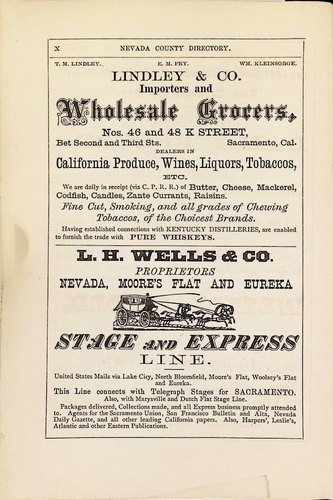 X NEVADA COUNTY DIRECTORY.
T. M. LINDLEY. E. M. FRY. WM. KLEINSORGE.
LINDLEY & CO.
Importers and
Wholesale Grocers,
Nos. 46 and 48 K STREET,
Bet Second and Third Sts. Sacramento, Cal.
DEALERS IN
California Produce, Wines, Liquors, Tobaccos,
ETC.
We are daily in receipt (via C. P. R. R.) of Butter, Cheese, Mackerel,
Codfish, Candles, Zante Currants, Raisins.
Fine Cut, Smoking, and all grades of Chewing
Tobaccos, of the Choicest Brands.
Having established connections with KENTUCKY DISTILLERIES, are enabled
to furnish the trade with PURE WHISKEYS.
L. H. WELLS & CO.
PROPRIETORS
NEVADA, MOORE'S FLAT AND EUREKA
STAGE AND EXPRESS
LINE.
United States Mails via Lake City, North Bloomfield, Moore's Flat, Woolsey's Flat
and Eureka.
This Line connects with Telegraph Stages for SACRAMENTO.
Also, with Marysville and Dutch Flat Stage Line.
Packages delivered, Collections made, and all Express business promptly attended
to. Agents for the Sacramento Union, San Francisco Bulletin and Alta, Nevada
Daily Gazette, and all other leading California papers. Also, Harpers', Leslie's,
Atlantic and other Eastern Publications.